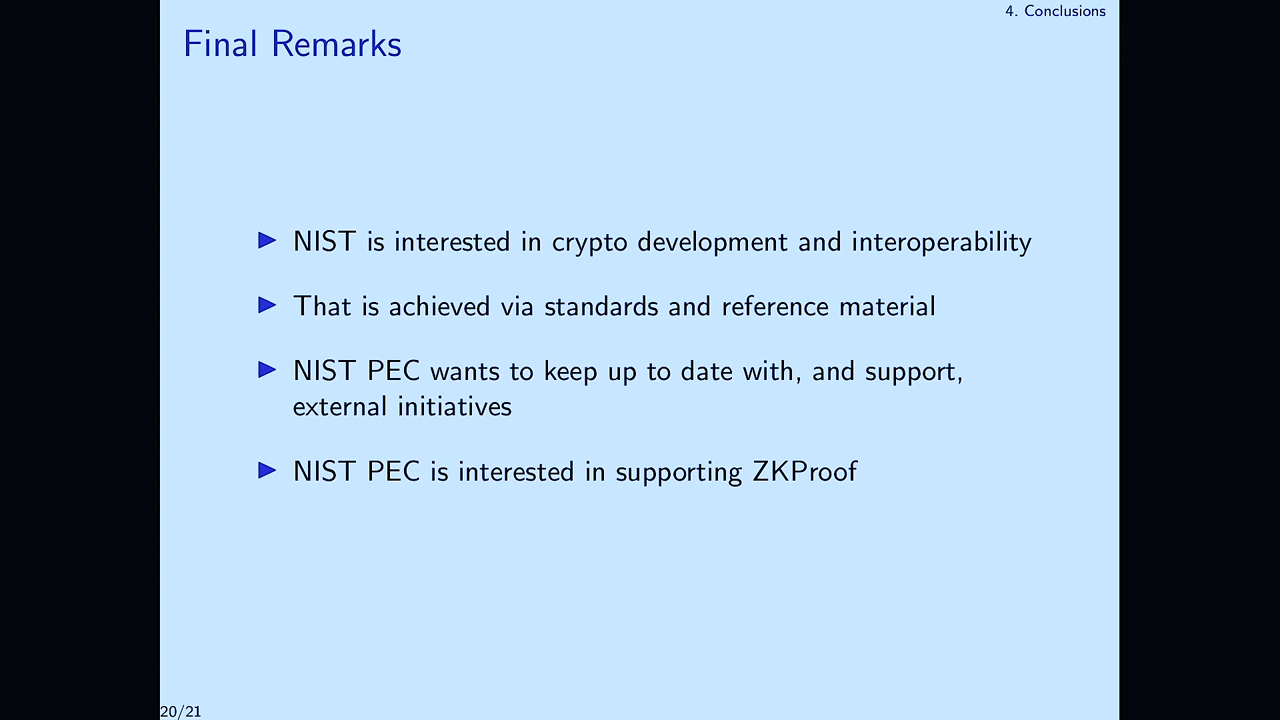 4. Conclusions
Final Remarks
NIST is interested in crypto development and interoperability
That is achieved via standards and reference material
NIST PEC wants to keep up to date with, and support,
external initiatives
NIST PEC is interested in supporting ZKProof
20/21